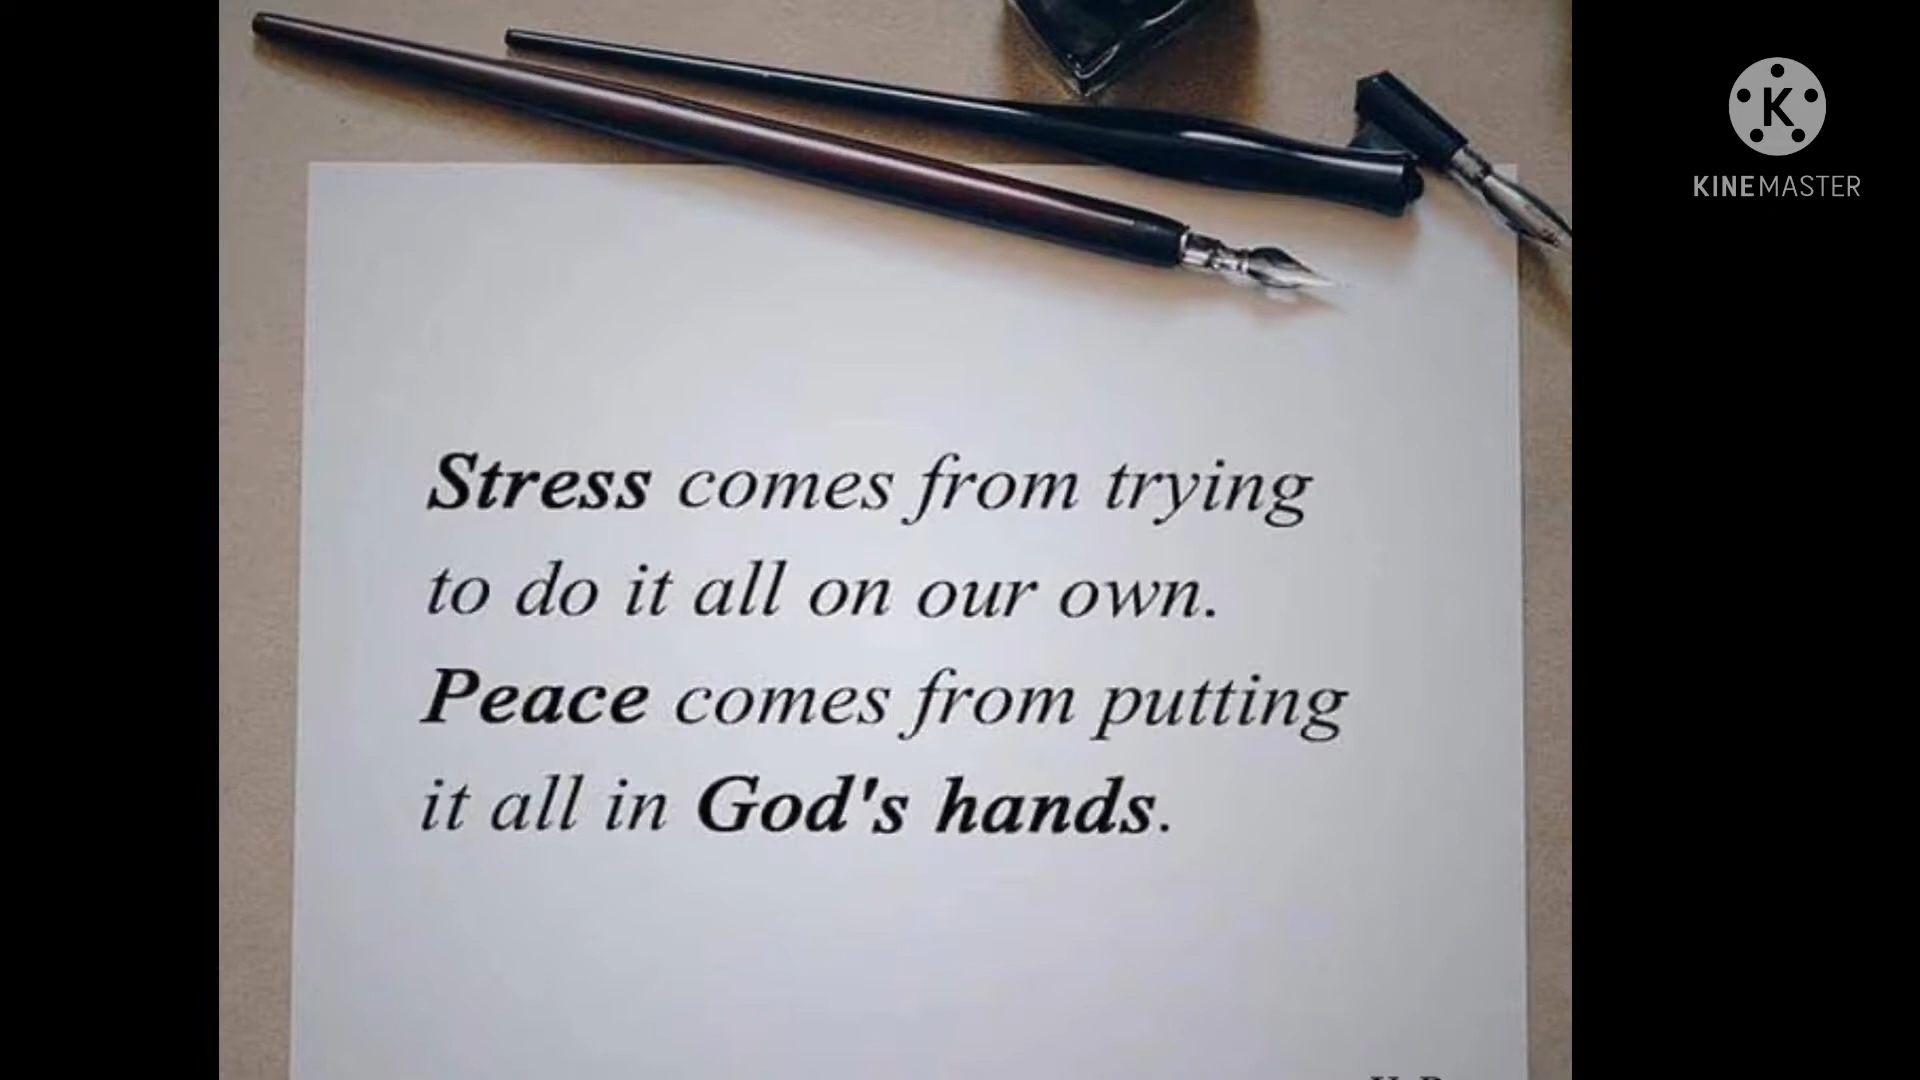 KINEMASTER
Stress comes from trying
to do it all on our own.
Peace comes from putting
it all in God's hands.